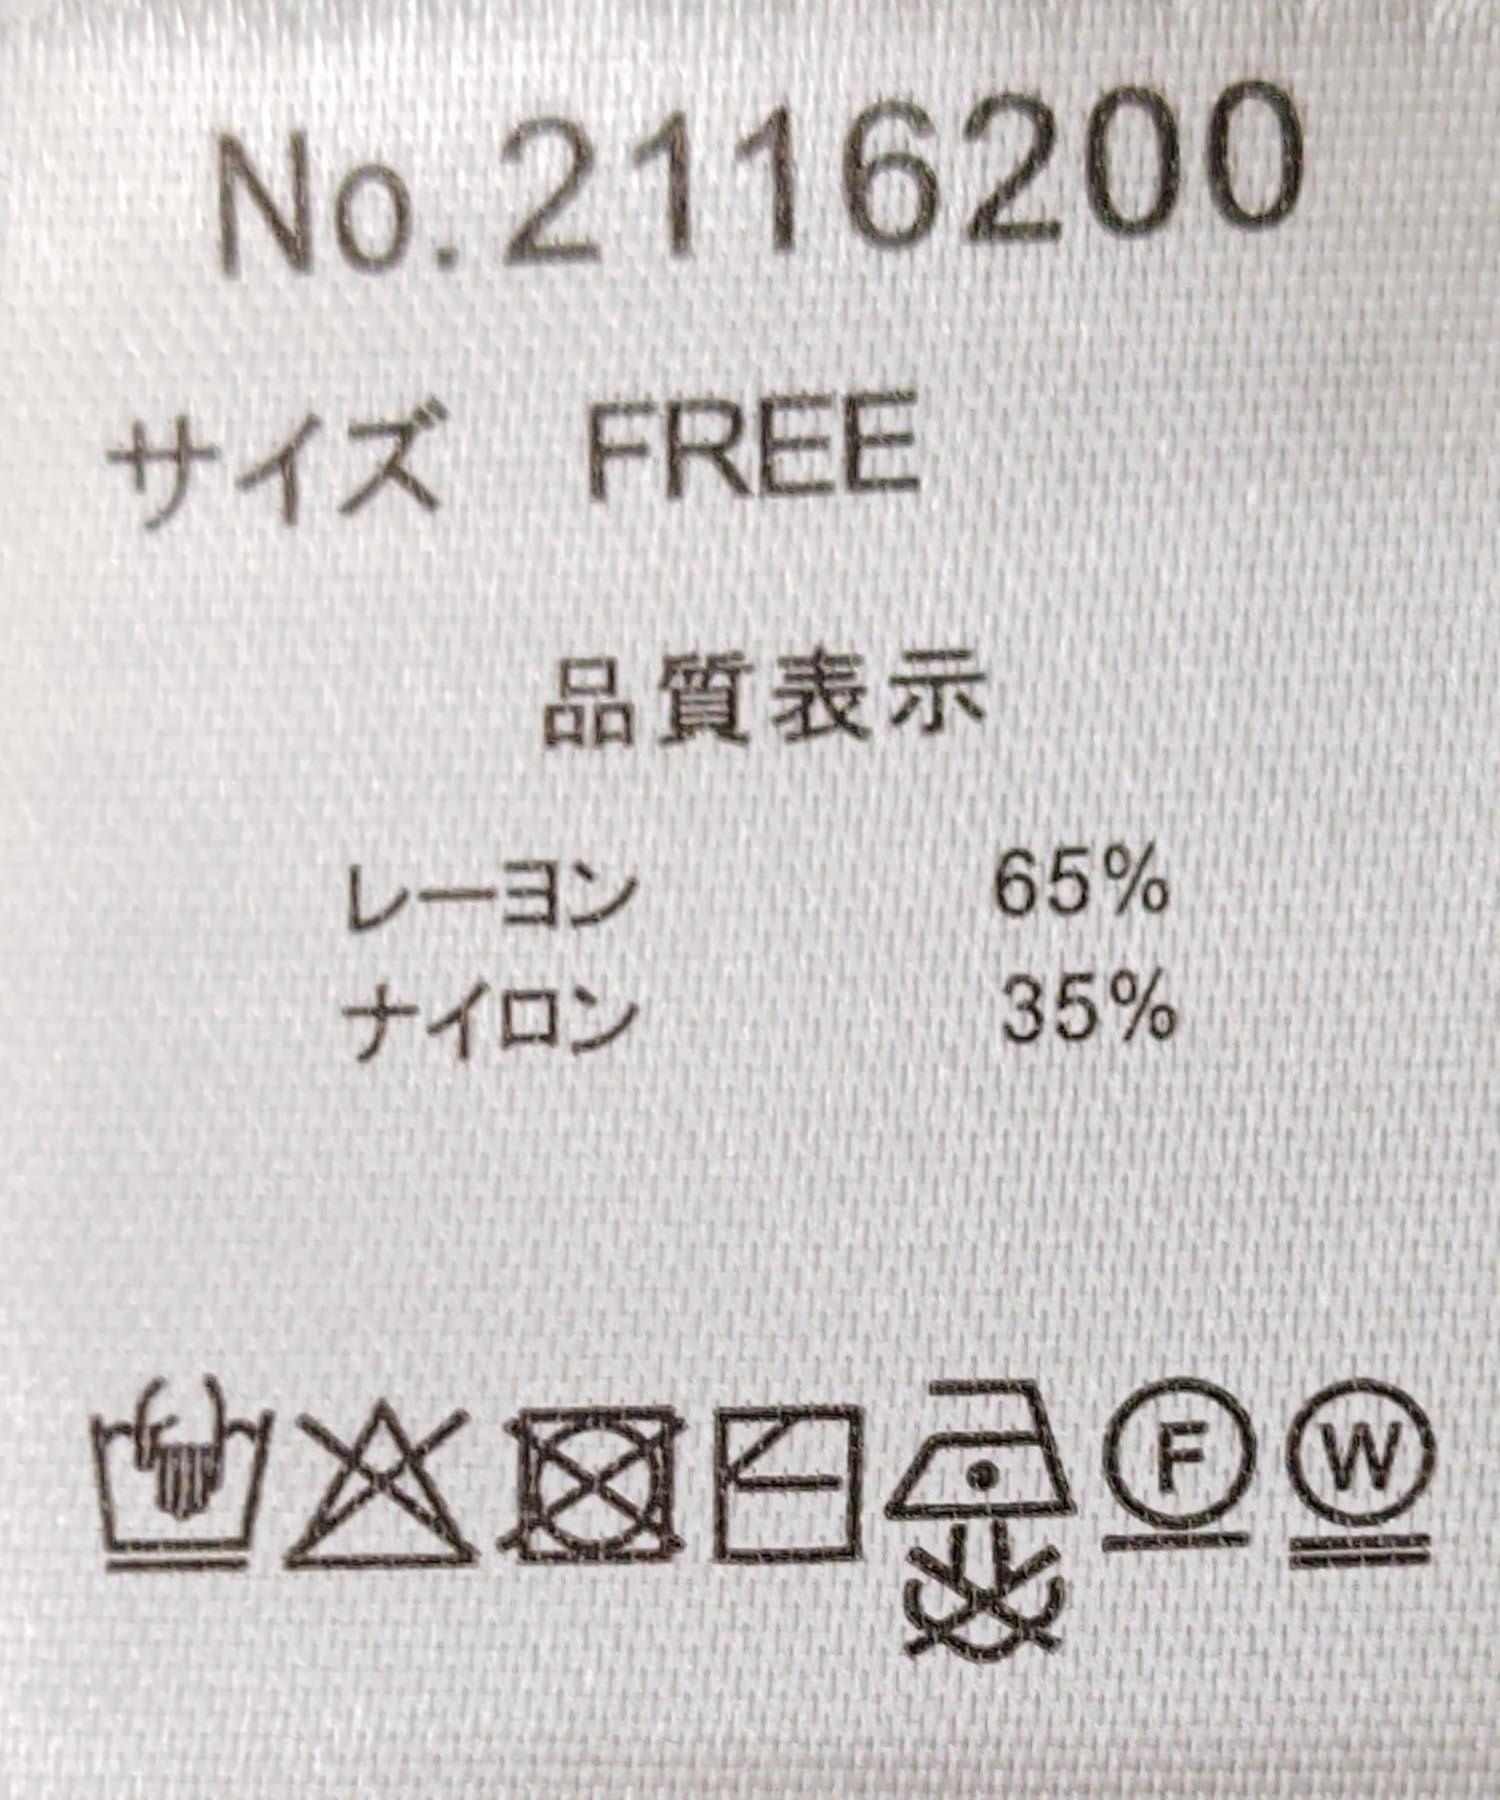 No.2116200
サイズ FREE
品質表示
レーヨン 65%
ナイロン 35%
F W